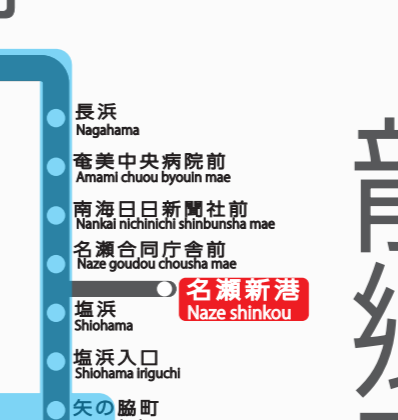 長浜
Nagahama
奄美中央病院前
Amami chuou byouin mae
南海日日新聞社前
Nankai nichinichi shinbunsha mae
名瀬合同庁舎前
Naze goudou chousha mae
名瀬新港
Naze shinkou
塩浜
Shiohama
塩浜入口
Shiohama iriguchi
矢の脇町